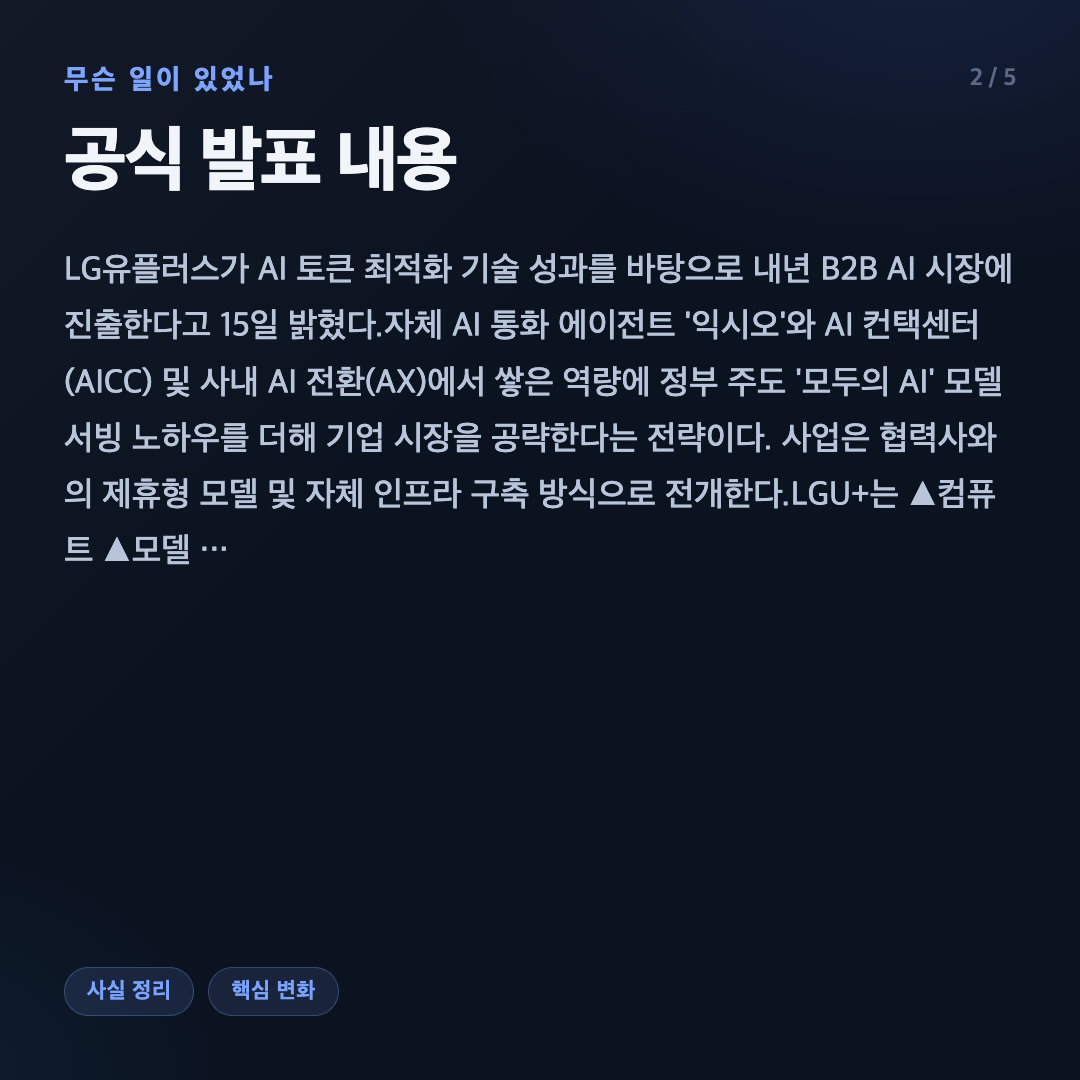 무슨 일이 있었나
2 / 5
공식 발표 내용
LG유플러스가 AI 토큰 최적화 기술 성과를 바탕으로 내년 B2B AI 시장에
진출한다고 15일 밝혔다.자체 AI 통화 에이전트 '익시오'와 AI 컨택센터
(AICC) 및 사내 AI 전환(AX)에서 쌓은 역량에 정부 주도 '모두의 AI' 모델
서빙 노하우를 더해 기업 시장을 공략한다는 전략이다. 사업은 협력사와
의 제휴형 모델 및 자체 인프라 구축 방식으로 전개한다.LGU+는 ▲컴퓨
트 ▲모델 …
사실 정리
핵심 변화